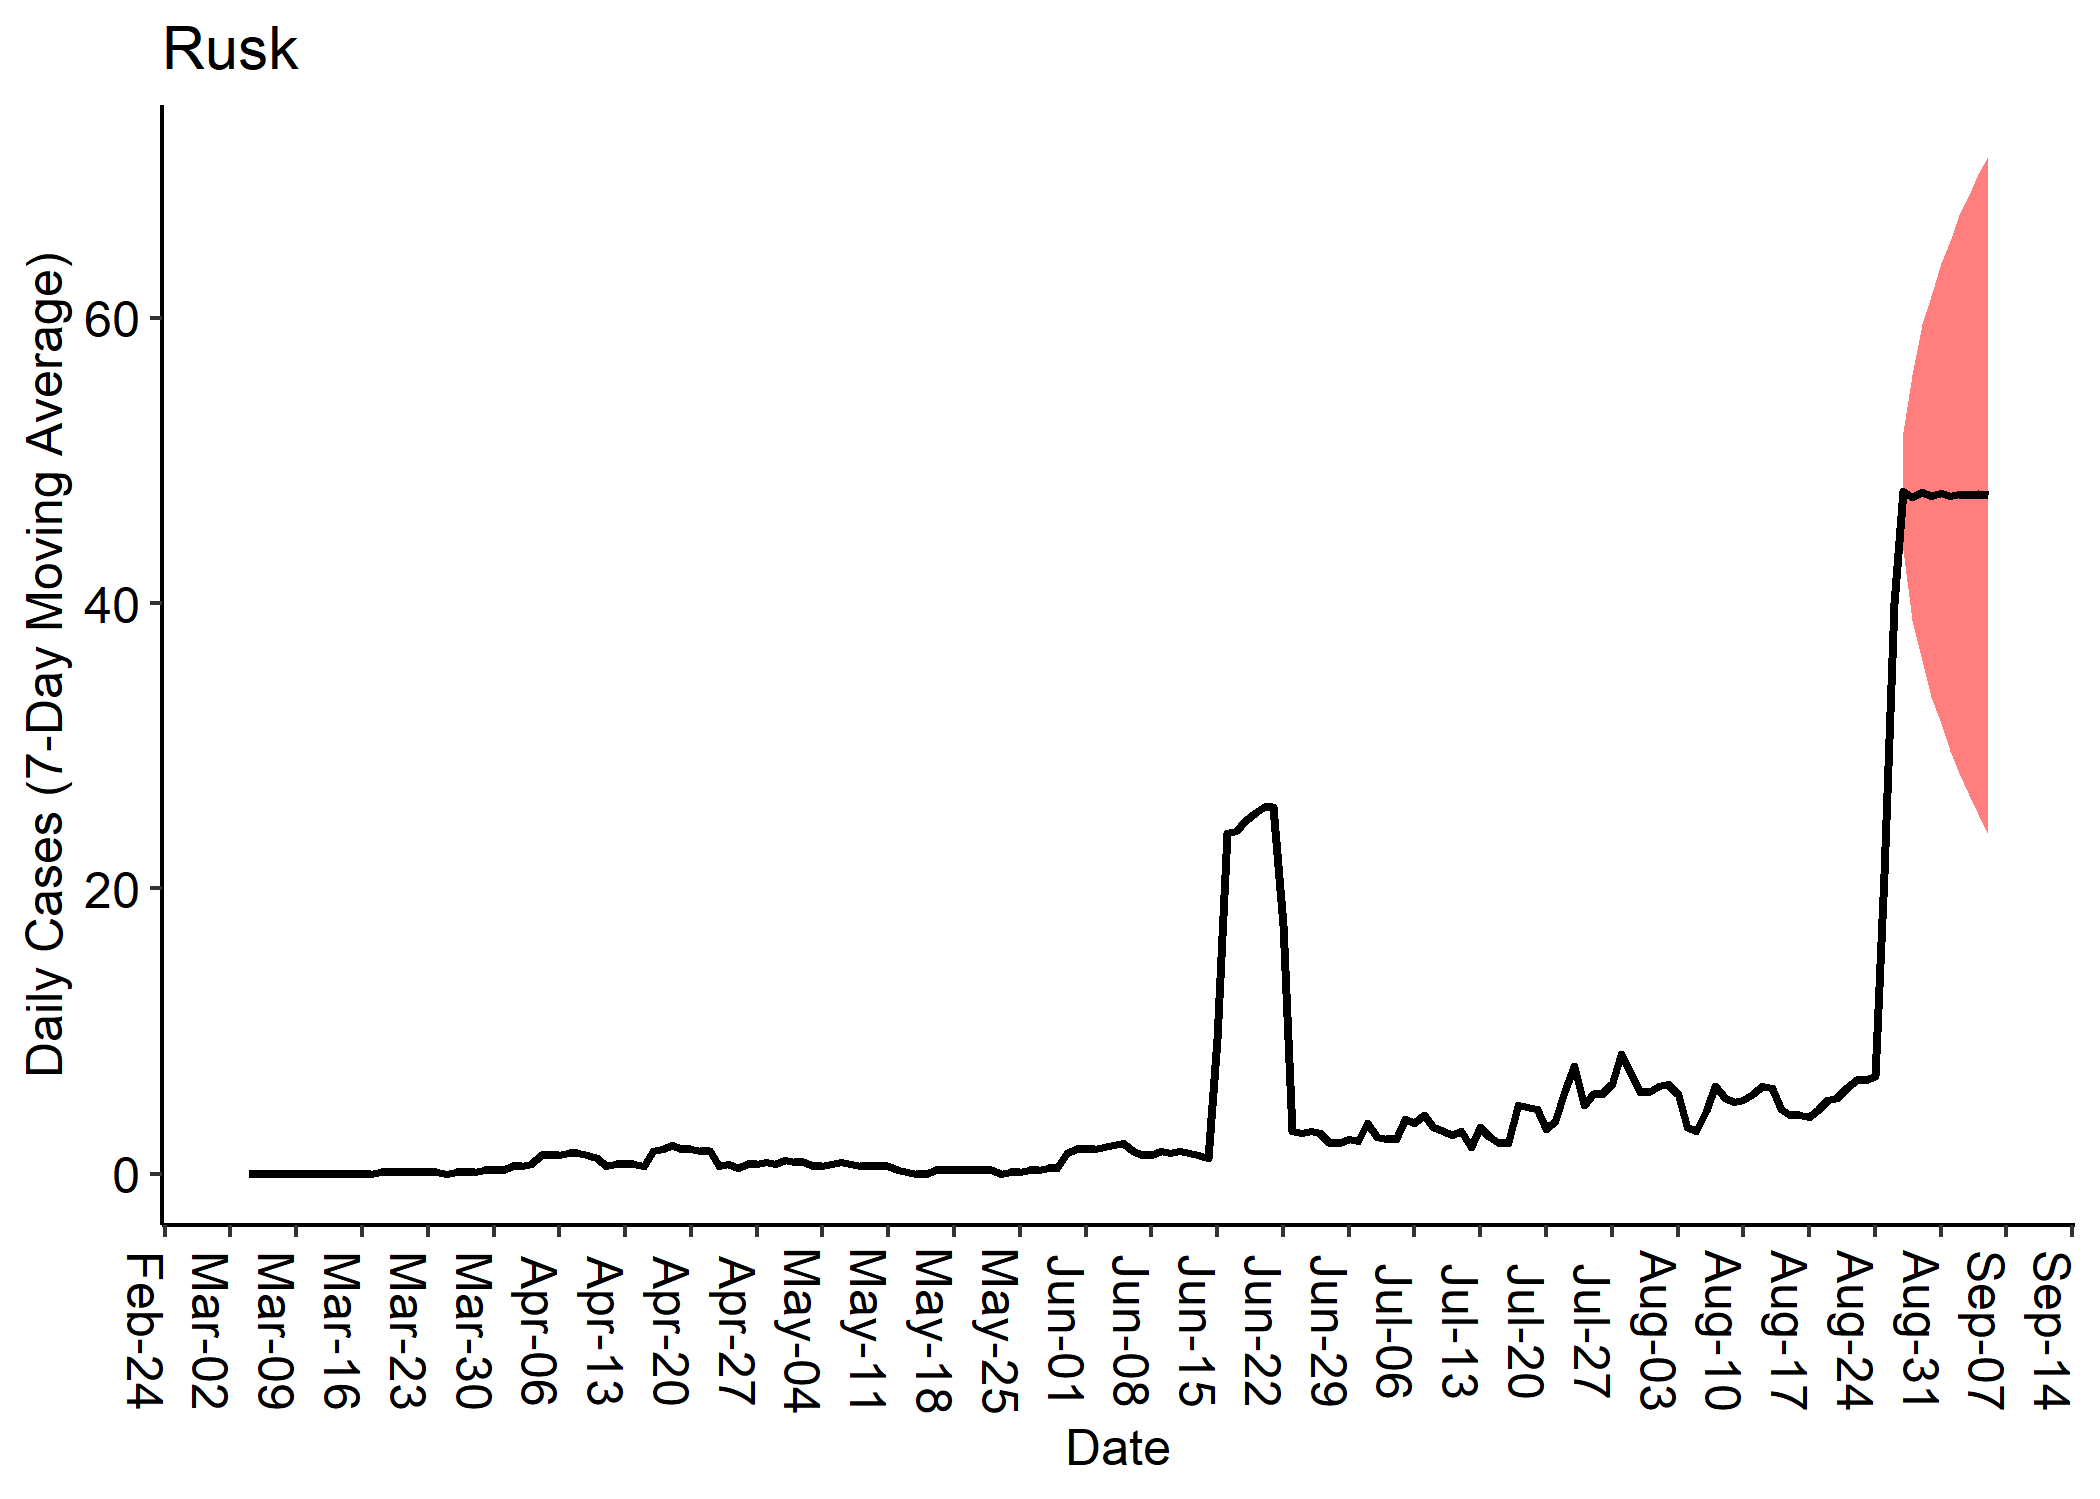 Rusk
Daily Cases (7-Day Moving Average)
60
40
20
0
Feb-24
Mar-02
Mar-09
Mar-16
Mar-23
Mar-30
Apr-06
Apr-13
Apr-20
Apr-27
May-04
May-11
May-18
May-25
Jun-01
Jun-08
Jun-15
Jun-22
Jun-29
Jul-06
Jul-13
Jul-20
Jul-27
Aug-03
Aug-10
Aug-17
Aug-24
Aug-31
Sep-07
Sep-14
Date